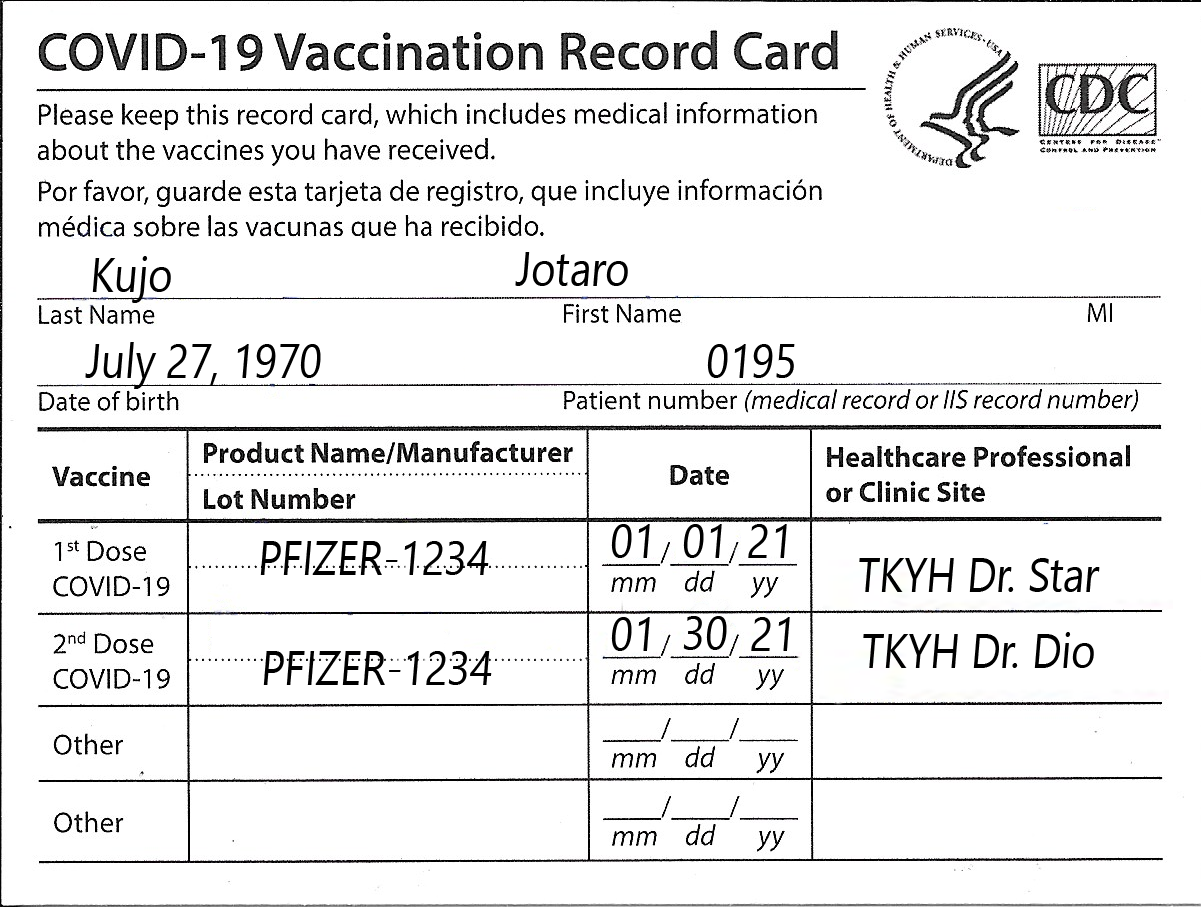 COVID-19 Vaccination Record Card
DEPARTMENT OF HEALTH & HUMAN SERVICES · USA
CDC
CENTERS FOR DISEASE
CONTROL AND PREVENTION
Please keep this record card, which includes medical information
about the vaccines you have received.
Por favor, guarde esta tarjeta de registro, que incluye información
médica sobre las vacunas que ha recibido.
Kujo Jotaro
Last Name First Name MI
July 27, 1970 0195
Date of birth Patient number (medical record or IIS record number)
Vaccine Product Name/Manufacturer Date Healthcare Professional
Lot Number or Clinic Site
1st Dose PFIZER-1234 01/01/21 TKYH Dr. Star
COVID-19 mm dd yy
2nd Dose PFIZER-1234 01/30/21 TKYH Dr. Dio
COVID-19 mm dd yy
Other ___/___/___
mm dd yy
Other ___/___/___
mm dd yy